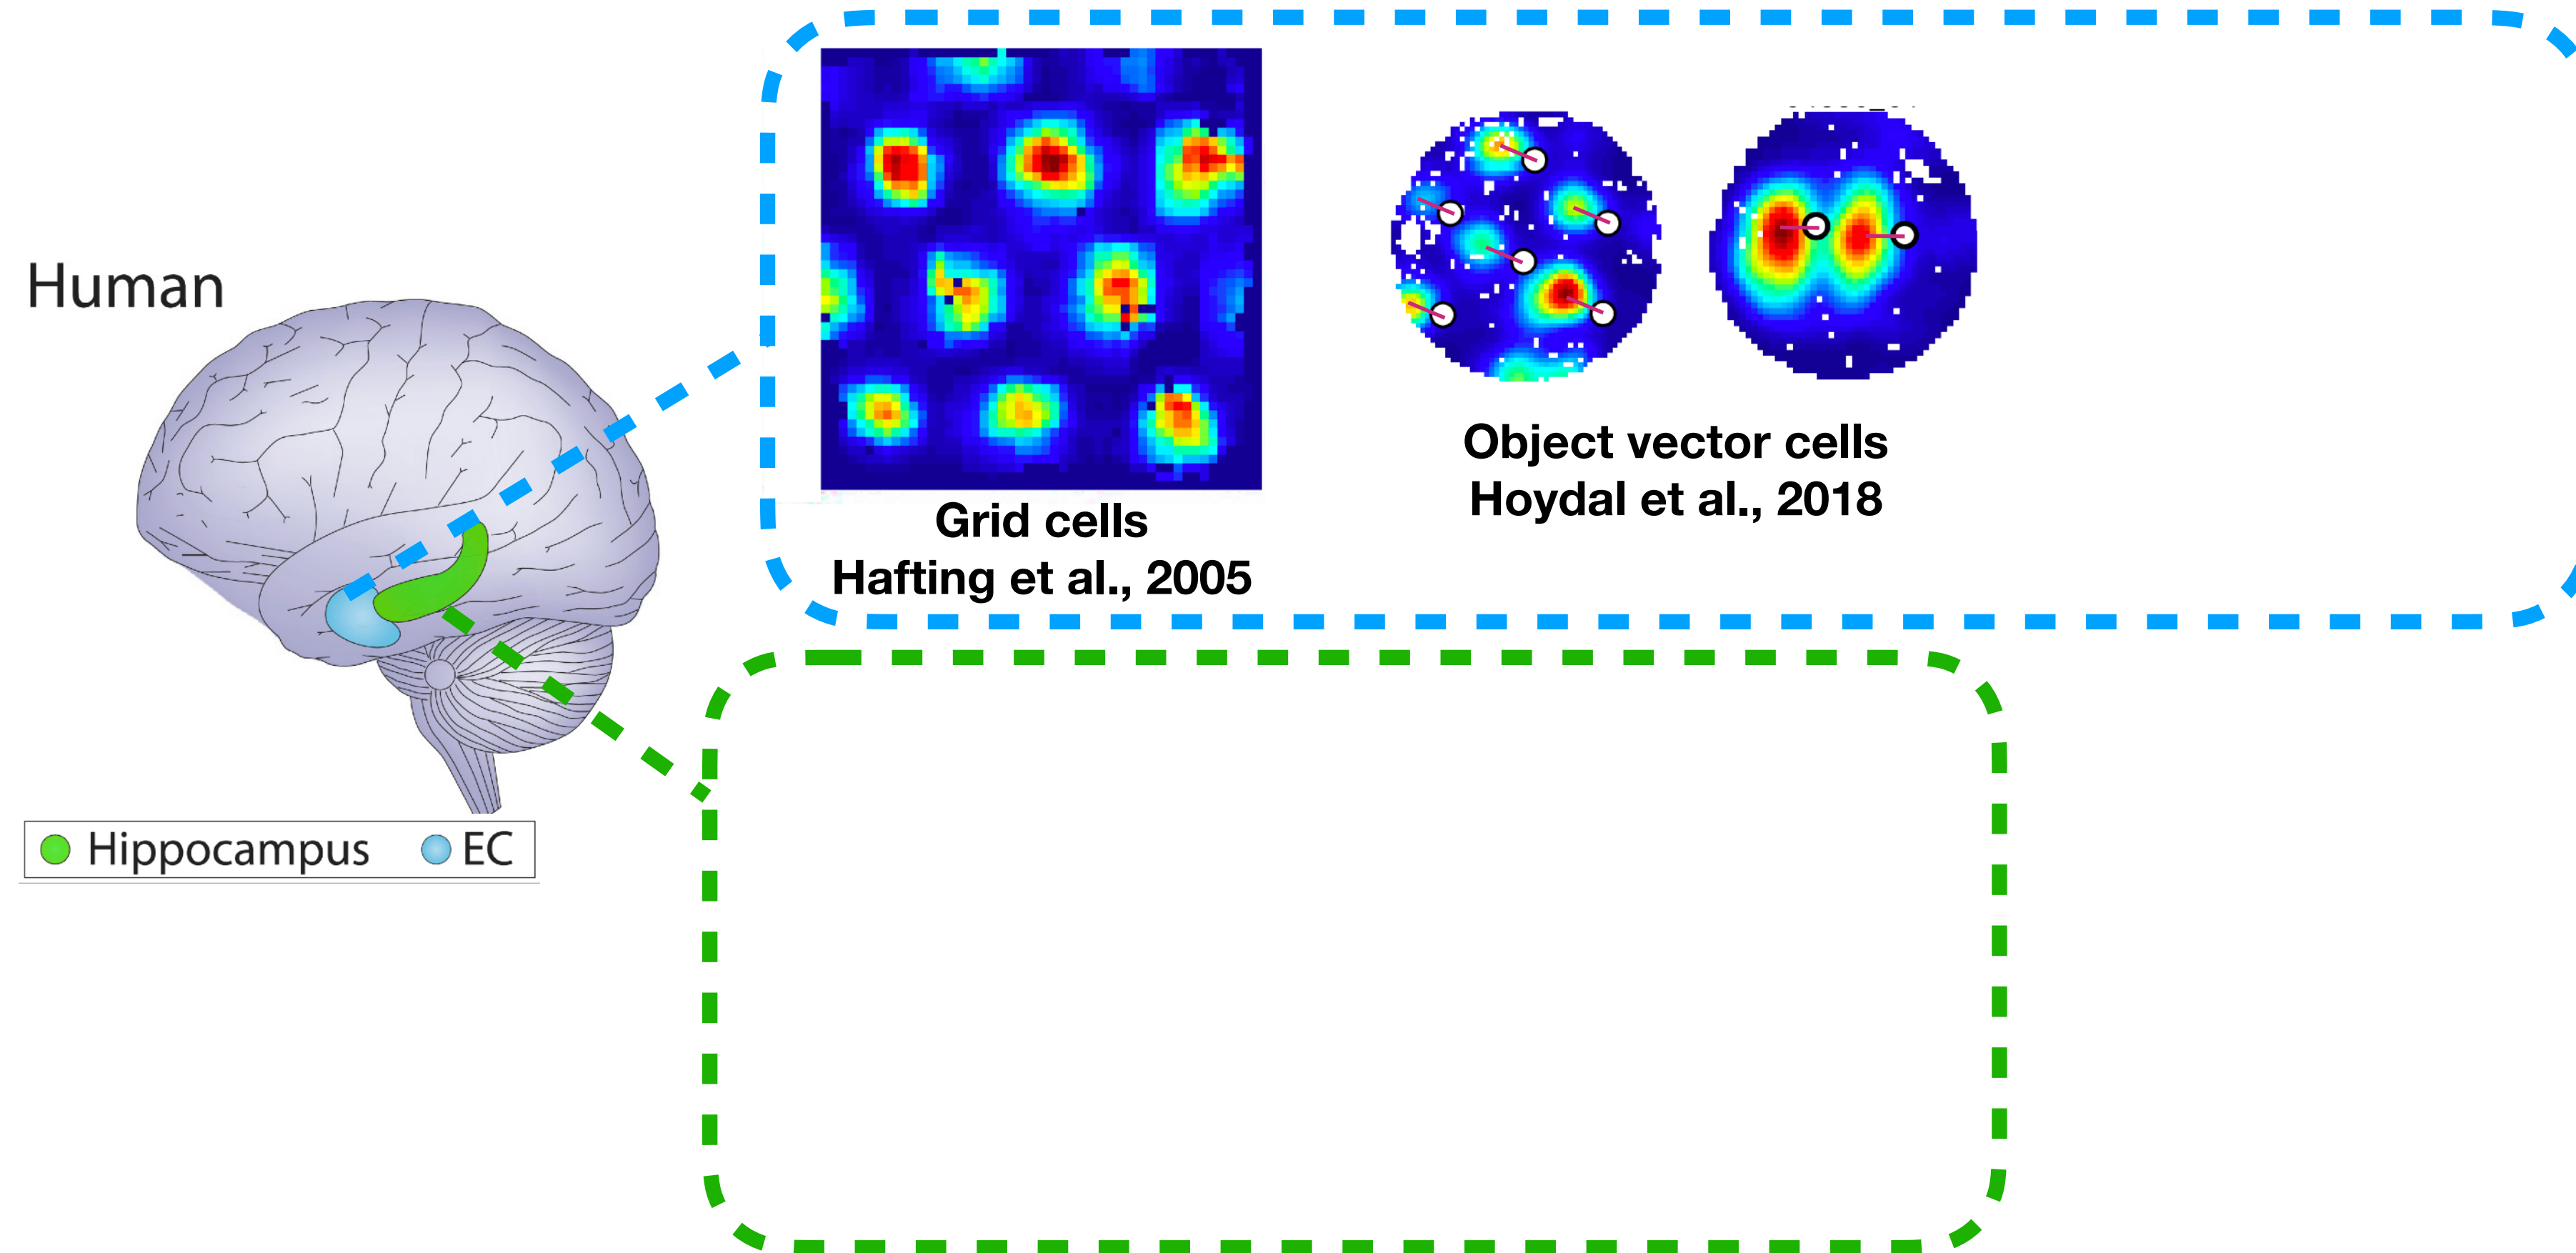 Human
Hippocampus
EC
Grid cells
Hafting et al., 2005
Object vector cells
Hoydal et al., 2018